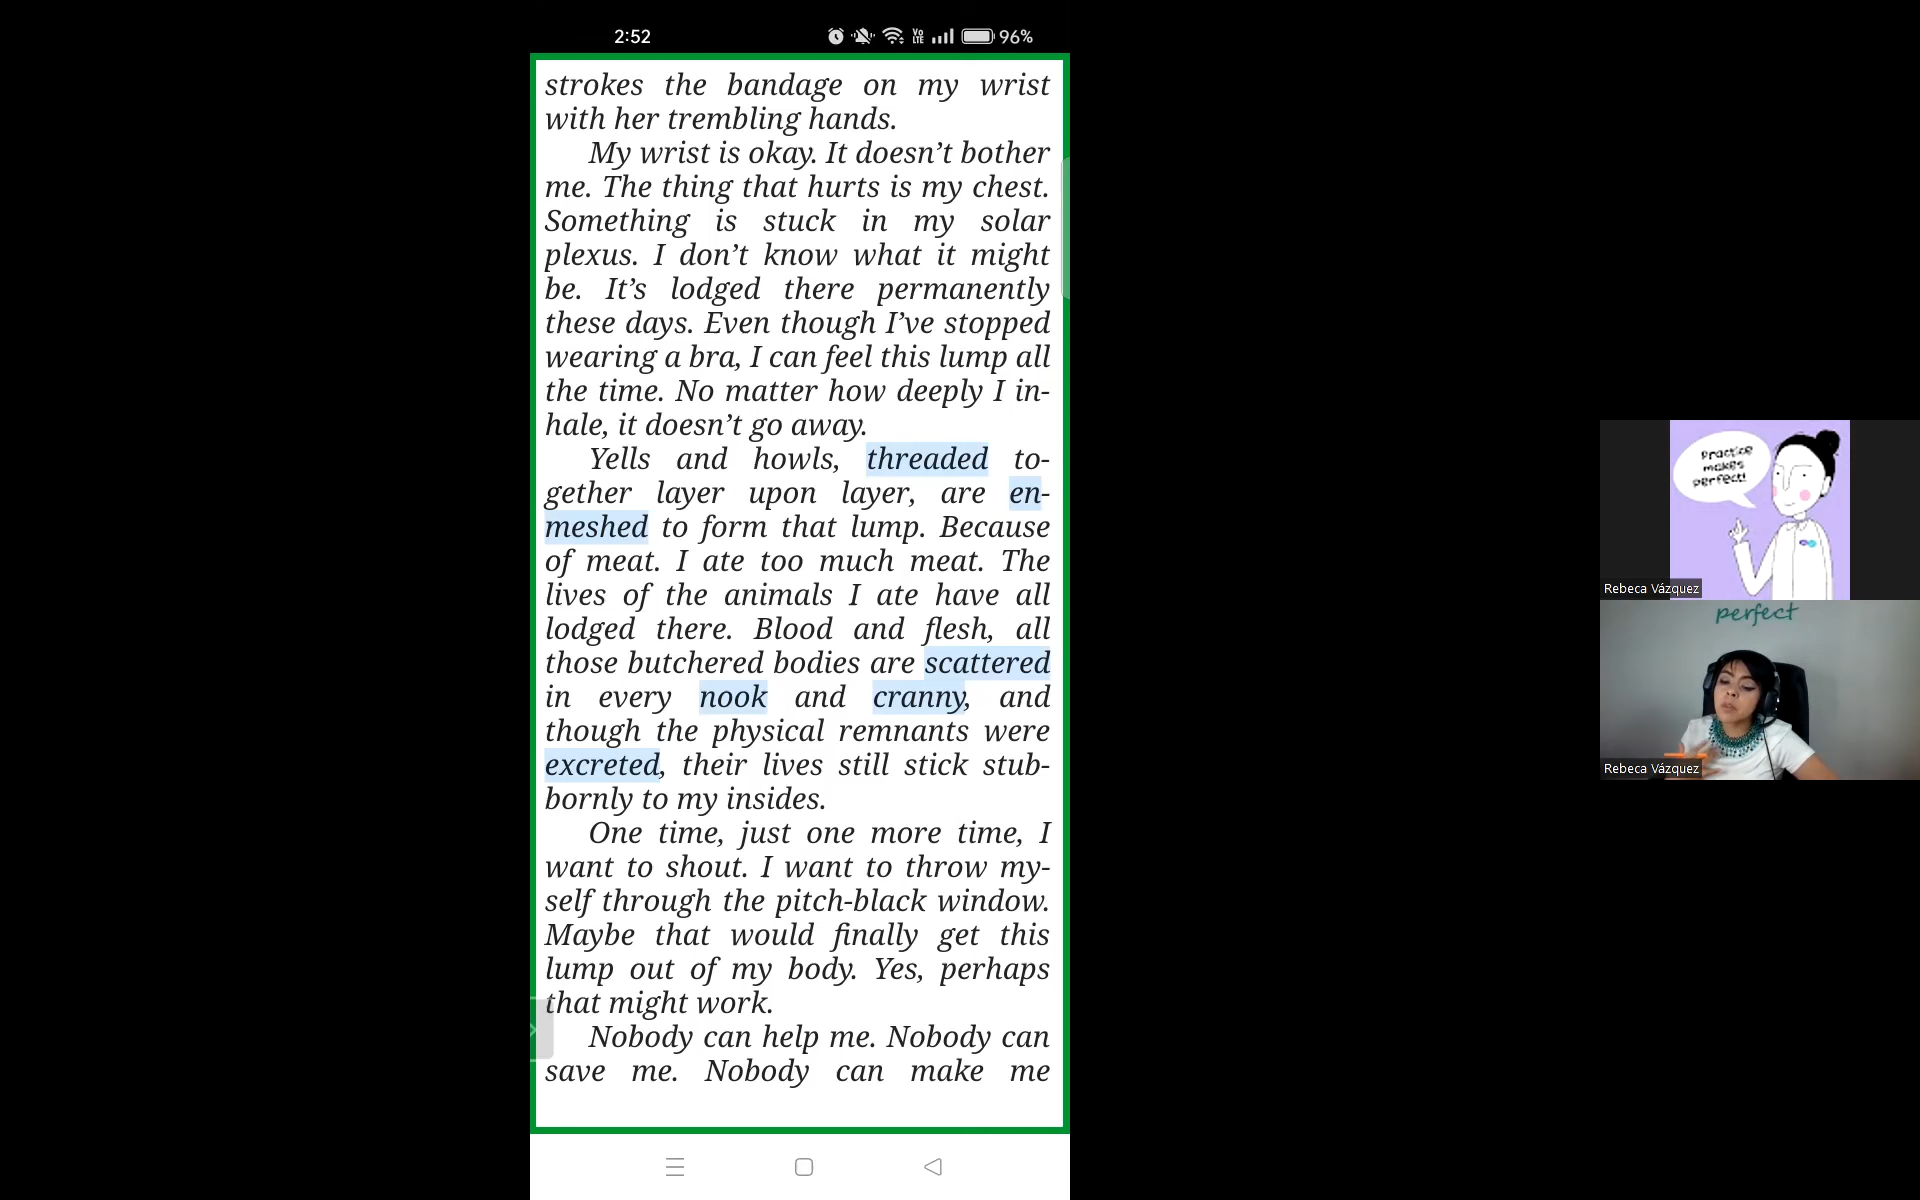 2:52
Vo
LTE
96%
strokes the bandage on my wrist
with her trembling hands.
My wrist is okay. It doesn’t bother
me. The thing that hurts is my chest.
Something is stuck in my solar
plexus. I don’t know what it might
be. It’s lodged there permanently
these days. Even though I’ve stopped
wearing a bra, I can feel this lump all
the time. No matter how deeply I in-
hale, it doesn’t go away.
Yells and howls, threaded to-
gether layer upon layer, are en-
meshed to form that lump. Because
of meat. I ate too much meat. The
lives of the animals I ate have all
lodged there. Blood and flesh, all
those butchered bodies are scattered
in every nook and cranny, and
though the physical remnants were
excreted, their lives still stick stub-
bornly to my insides.
One time, just one more time, I
want to shout. I want to throw my-
self through the pitch-black window.
Maybe that would finally get this
lump out of my body. Yes, perhaps
that might work.
Nobody can help me. Nobody can
save me. Nobody can make me
Practice
makes
perfect!
Rebeca Vázquez
perfect
Rebeca Vázquez